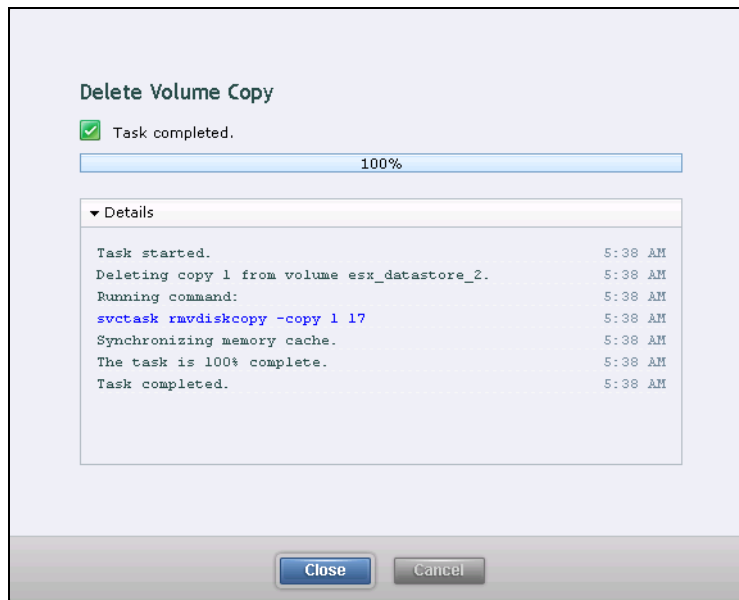 Delete Volume Copy
Task completed.
100%
Details
Task started. 5:38 AM
Deleting copy 1 from volume esx_datastore_2. 5:38 AM
Running command: 5:38 AM
svctask rmvdiskcopy -copy 1 17 5:38 AM
Synchronizing memory cache. 5:38 AM
The task is 100% complete. 5:38 AM
Task completed. 5:38 AM
Close Cancel